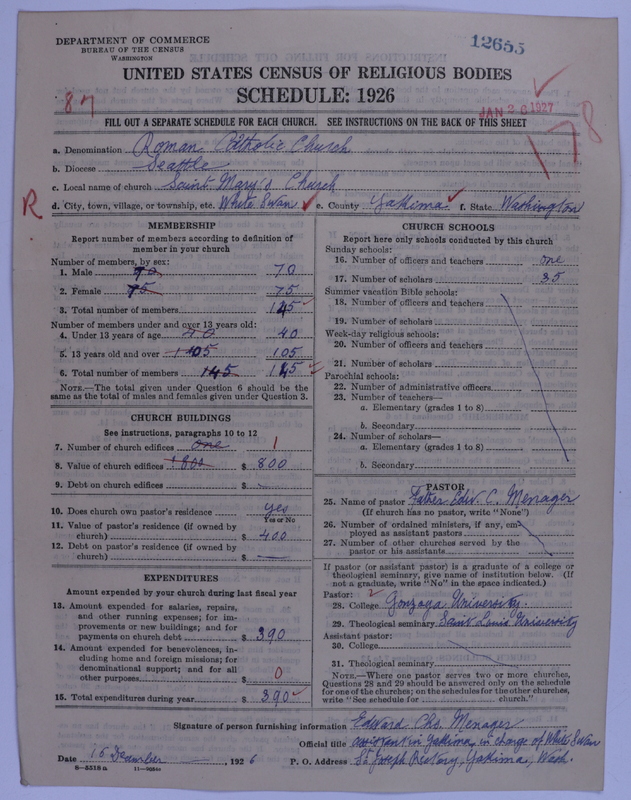 DEPARTMENT OF COMMERCE
BUREAU OF THE CENSUS
WASHINGTON
12655
UNITED STATES CENSUS OF RELIGIOUS BODIES
SCHEDULE: 1926
JAN 26 1927
178
FILL OUT A SEPARATE SCHEDULE FOR EACH CHURCH. SEE INSTRUCTIONS ON THE BACK OF THIS SHEET
a. Denomination Roman Catholic Church
b. Diocese Seattle
c. Local name of church Saint Mary's Church
R d. City, town, village, or township, etc. White Swan e. County Yakima f. State Washington
MEMBERSHIP
Report number of members according to definition of
member in your church
Number of members, by sex:
1. Male 70 70
2. Female 75 75
3. Total number of members 145
Number of members under and over 13 years old:
4. Under 13 years of age 40 40
5. 13 years old and over 105 105
6. Total number of members 145 145
NOTE.—The total given under Question 6 should be the
same as the total of males and females given under Question 3.
CHURCH BUILDINGS
See instructions, paragraphs 10 to 12
7. Number of church edifices one 1
8. Value of church edifices 1800 $ 800
9. Debt on church edifices $ —
10. Does church own pastor's residence yes
Yes or No
11. Value of pastor's residence (if owned by
church) $ 400
12. Debt on pastor's residence (if owned by
church) $ —
EXPENDITURES
Amount expended by your church during last fiscal year
13. Amount expended for salaries, repairs,
and other running expenses; for im-
provements or new buildings; and for
payments on church debt $ 390
14. Amount expended for benevolences, in-
cluding home and foreign missions; for
denominational support; and for all
other purposes $ 0
15. Total expenditures during year $ 390
CHURCH SCHOOLS
Report here only schools conducted by this church
Sunday schools:
16. Number of officers and teachers one
17. Number of scholars 35
Summer vacation Bible schools:
18. Number of officers and teachers
19. Number of scholars
Week-day religious schools:
20. Number of officers and teachers
21. Number of scholars
Parochial schools:
22. Number of administrative officers
23. Number of teachers—
a. Elementary (grades 1 to 8)
b. Secondary
24. Number of scholars—
a. Elementary (grades 1 to 8)
b. Secondary
PASTOR
25. Name of pastor Father Edw. C. Menager
(If church has no pastor, write "None")
26. Number of ordained ministers, if any, em-
ployed as assistant pastors
27. Number of other churches served by the
pastor or his assistants
If pastor (or assistant pastor) is a graduate of a college or
theological seminary, give name of institution below. (If
not a graduate, write "No" in the space indicated.)
Pastor:
28. College Gonzaga University
29. Theological seminary Saint Louis University
Assistant pastor:
30. College
31. Theological seminary
NOTE.—Where one pastor serves two or more churches,
Questions 28 and 29 should be answered only on the schedule
for one of the churches; on the schedules for the other churches,
write "See schedule for church."
Signature of person furnishing information Edward Chs. Menager
Official title assistant in Yakima, in charge of White Swan
Date 15 December, 1926 P. O. Address St. Joseph Rectory, Yakima, Wash.
8—5518a 11—9054